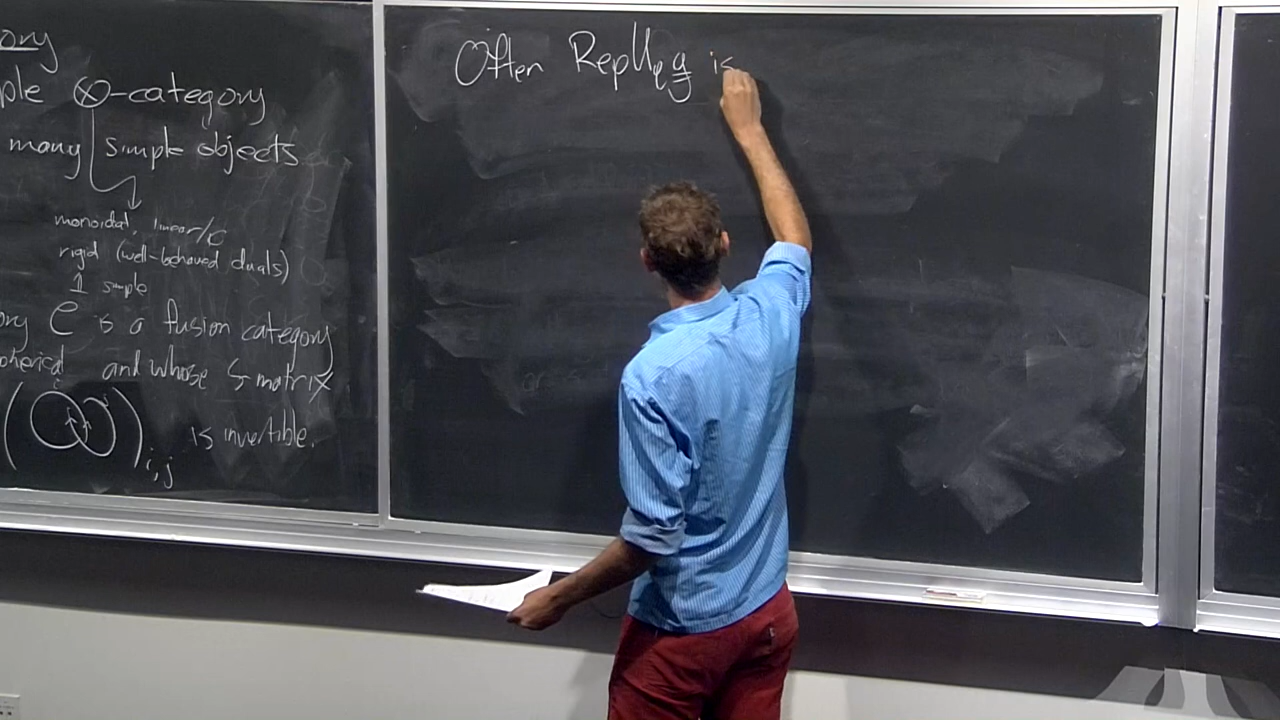 ory
ple ⊗-category
many simple objects
monoidal, linear/ℂ
rigid (well-behaved duals)
𝟙 simple
ory C is a fusion category
pherical and whose S-matrix
( )i,j is invertible.
Often Rep U_q g is